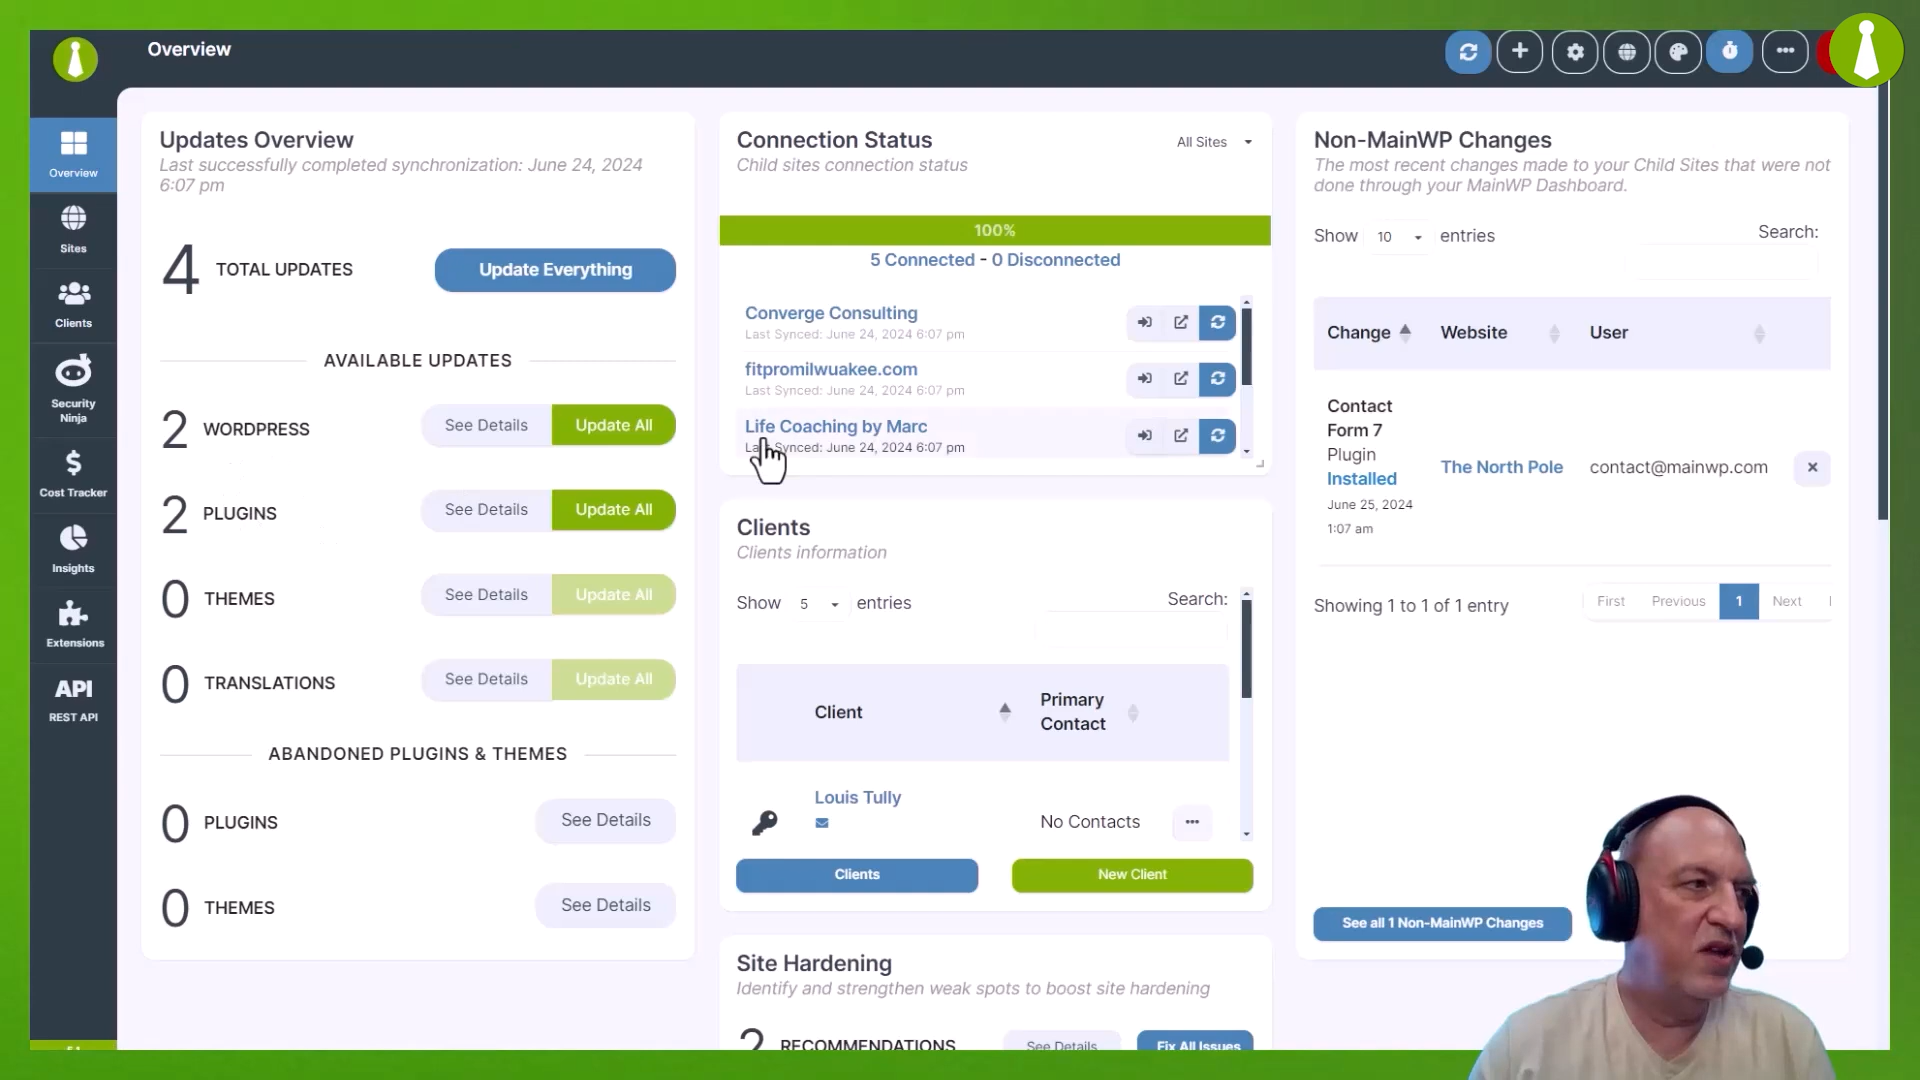 Overview
Overview
Sites
Clients
Security
Ninja
Cost Tracker
Insights
Extensions
API
REST API
Updates Overview
Last successfully completed synchronization: June 24, 2024
6:07 pm
4 TOTAL UPDATES
Update Everything
AVAILABLE UPDATES
2 WORDPRESS
See Details
Update All
2 PLUGINS
See Details
Update All
0 THEMES
See Details
Update All
0 TRANSLATIONS
See Details
Update All
ABANDONED PLUGINS & THEMES
0 PLUGINS
See Details
0 THEMES
See Details
Connection Status
All Sites
Child sites connection status
100%
5 Connected - 0 Disconnected
Converge Consulting
Last Synced: June 24, 2024 6:07 pm
fitpromilwuakee.com
Last Synced: June 24, 2024 6:07 pm
Life Coaching by Marc
Last Synced: June 24, 2024 6:07 pm
Clients
Clients information
Show 5 entries
Search:
Client
Primary
Contact
Louis Tully
No Contacts
Clients
New Client
Site Hardening
Identify and strengthen weak spots to boost site hardening
2 RECOMMENDATIONS
See Details
Fix All Issues
Non-MainWP Changes
The most recent changes made to your Child Sites that were not
done through your MainWP Dashboard.
Show 10 entries
Search:
Change
Website
User
Contact
Form 7
Plugin
Installed
June 25, 2024
1:07 am
The North Pole
contact@mainwp.com
Showing 1 to 1 of 1 entry
First
Previous
1
Next
See all 1 Non-MainWP Changes